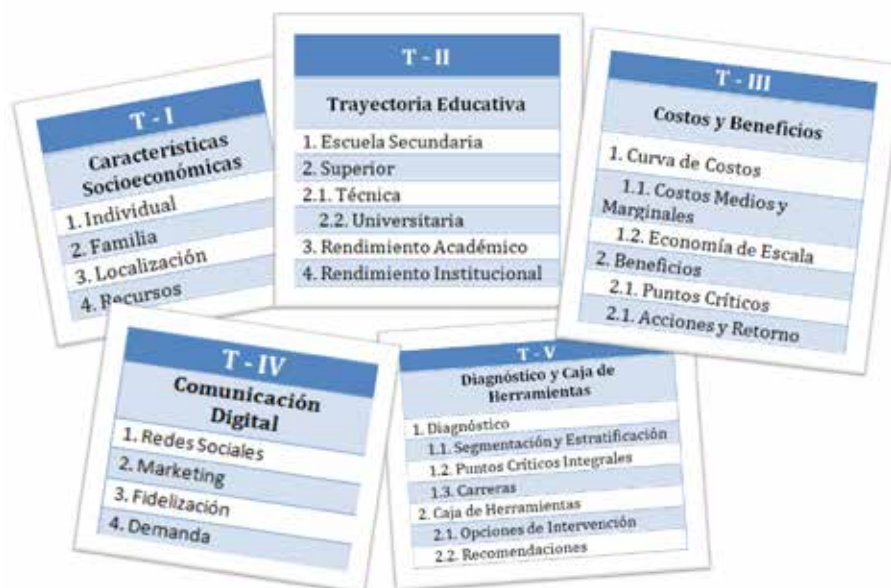 T - I
Características
Socioeconómicas
1. Individual
2. Familia
3. Localización
4. Recursos
T - II
Trayectoria Educativa
1. Escuela Secundaria
2. Superior
2.1. Técnica
2.2. Universitaria
3. Rendimiento Académico
4. Rendimiento Institucional
T - III
Costos y Beneficios
1. Curva de Costos
1.1. Costos Medios y
Marginales
1.2. Economía de Escala
2. Beneficios
2.1. Puntos Críticos
2.1. Acciones y Retorno
T - IV
Comunicación
Digital
1. Redes Sociales
2. Marketing
3. Fidelización
4. Demanda
T - V
Diagnóstico y Caja de
Herramientas
1. Diagnóstico
1.1. Segmentación y Estratificación
1.2. Puntos Críticos Integrales
1.3. Carreras
2. Caja de Herramientas
2.1. Opciones de Intervención
2.2. Recomendaciones